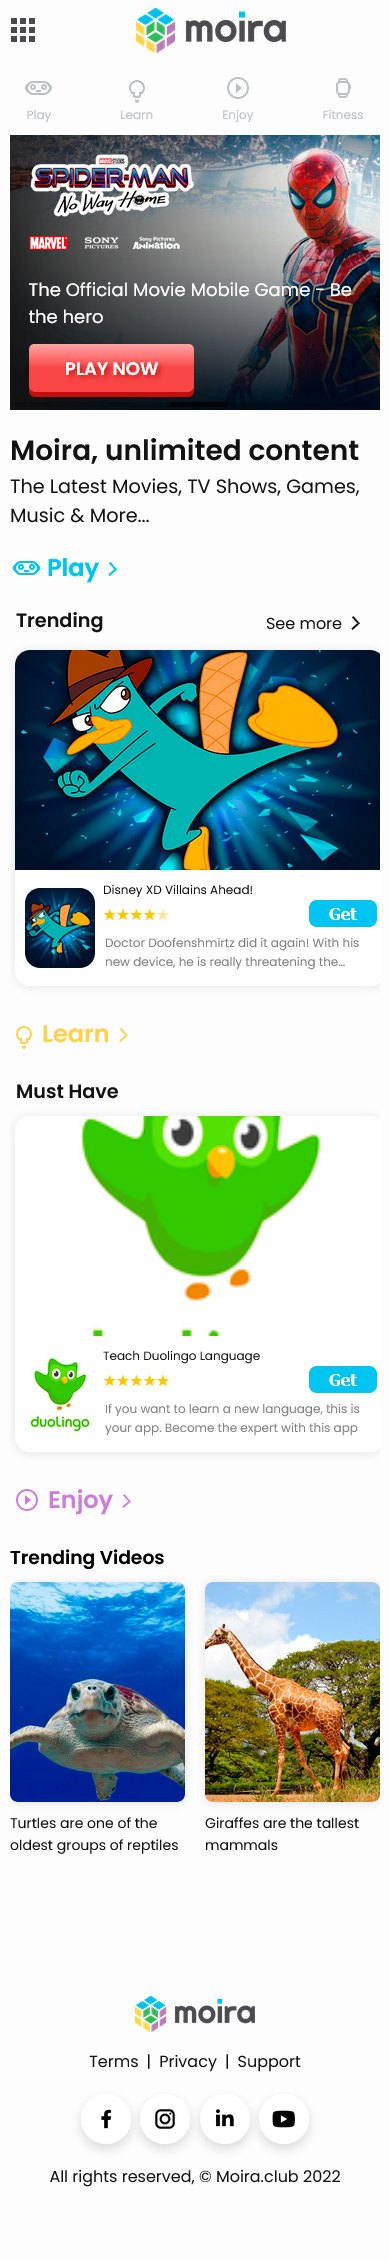 moira
Play
Learn
Enjoy
Fitness
MARVEL STUDIOS
SPIDER-MAN
No Way Home
MARVEL
SONY
PICTURES
Sony Pictures
Animation
The Official Movie Mobile Game - Be
the hero
PLAY NOW
Moira, unlimited content
The Latest Movies, TV Shows, Games,
Music & More...
Play
Trending
See more
Disney XD Villains Ahead!
Get
Doctor Doofenshmirtz did it again! With his
new device, he is really threatening the...
Learn
Must Have
Teach Duolingo Language
Get
duolingo
If you want to learn a new language, this is
your app. Become the expert with this app
Enjoy
Trending Videos
Turtles are one of the
oldest groups of reptiles
Giraffes are the tallest
mammals
moira
Terms | Privacy | Support
All rights reserved, © Moira.club 2022